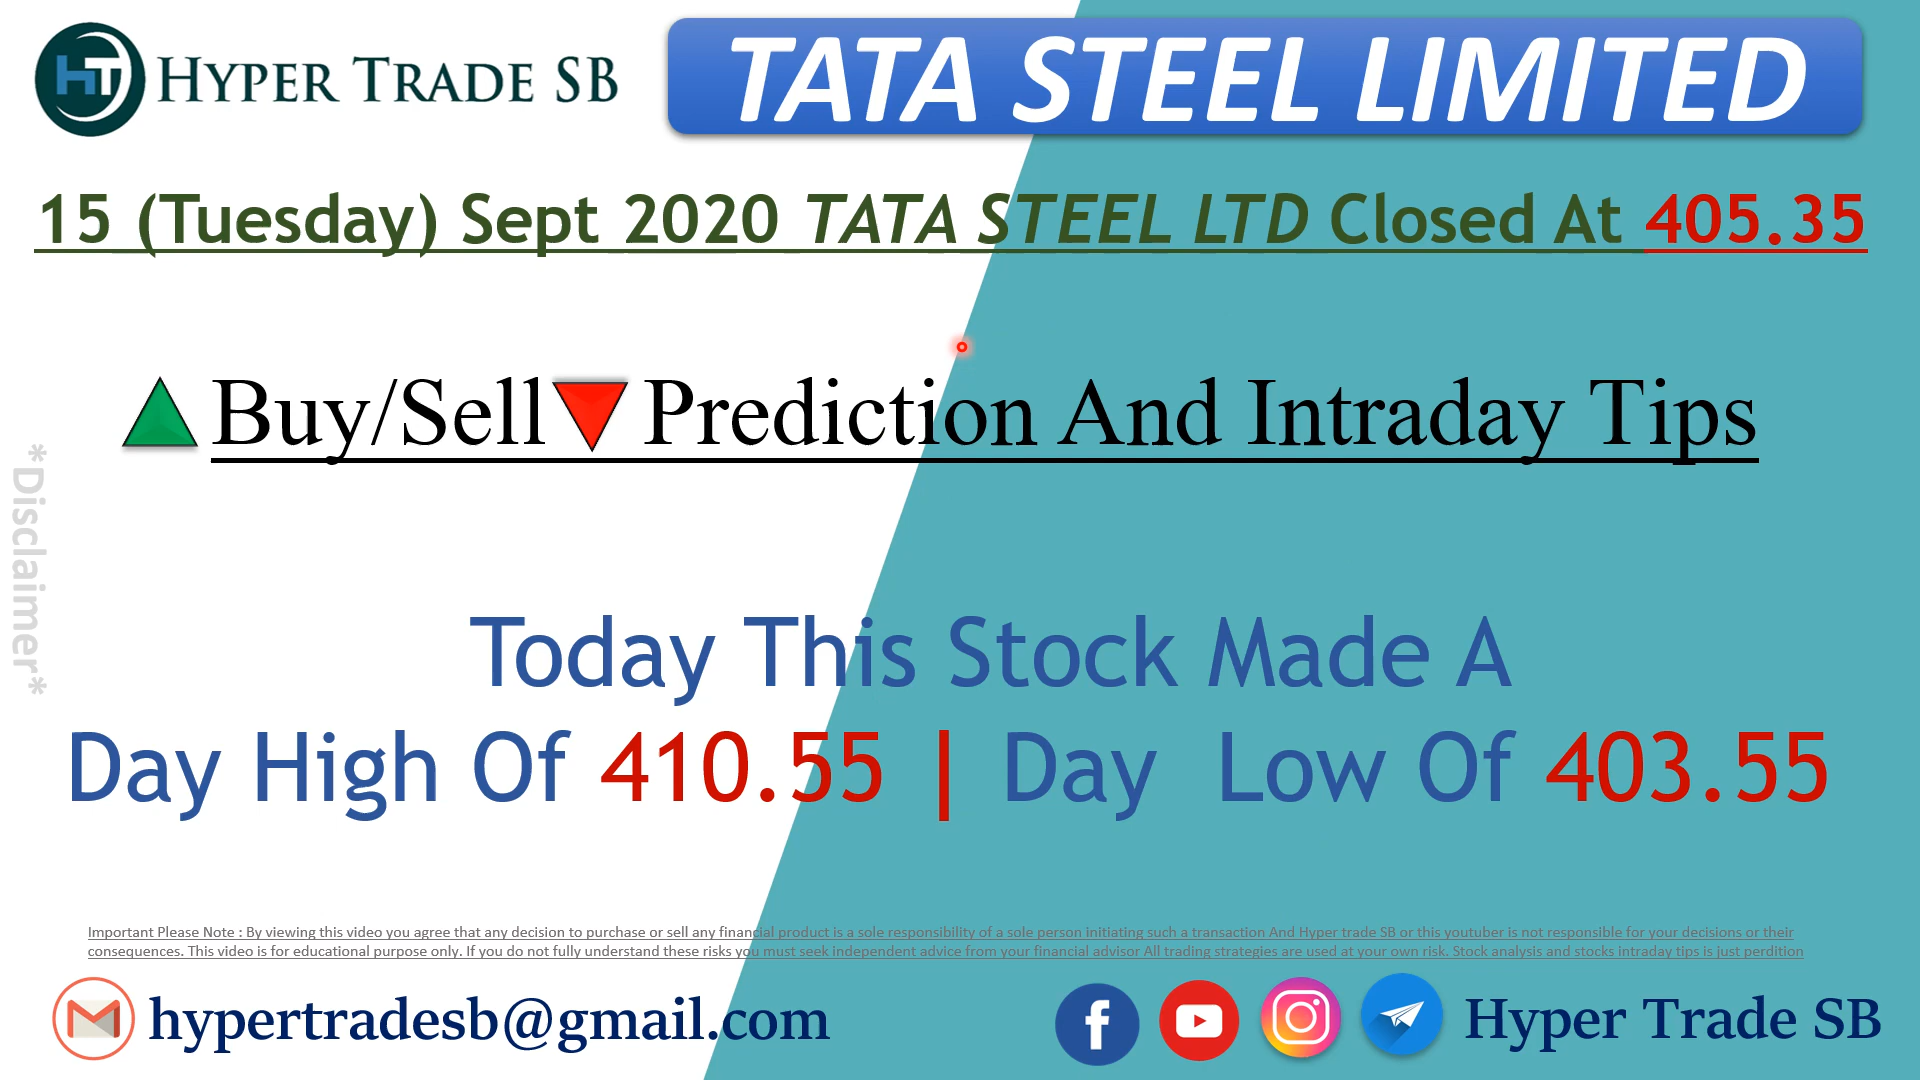 HT HYPER TRADE SB
TATA STEEL LIMITED
15 (Tuesday) Sept 2020 TATA STEEL LTD Closed At 405.35
Buy/Sell Prediction And Intraday Tips
*Disclaimer*
Today This Stock Made A
Day High Of 410.55 | Day Low Of 403.55
Important Please Note : By viewing this video you agree that any decision to purchase or sell any financial product is a sole responsibility of a sole person initiating such a transaction And Hyper trade SB or this youtuber is not responsible for your decisions or their
consequences. This video is for educational purpose only. If you do not fully understand these risks you must seek independent advice from your financial advisor All trading strategies are used at your own risk. Stock analysis and stocks intraday tips is just perdition
hypertradesb@gmail.com
Hyper Trade SB